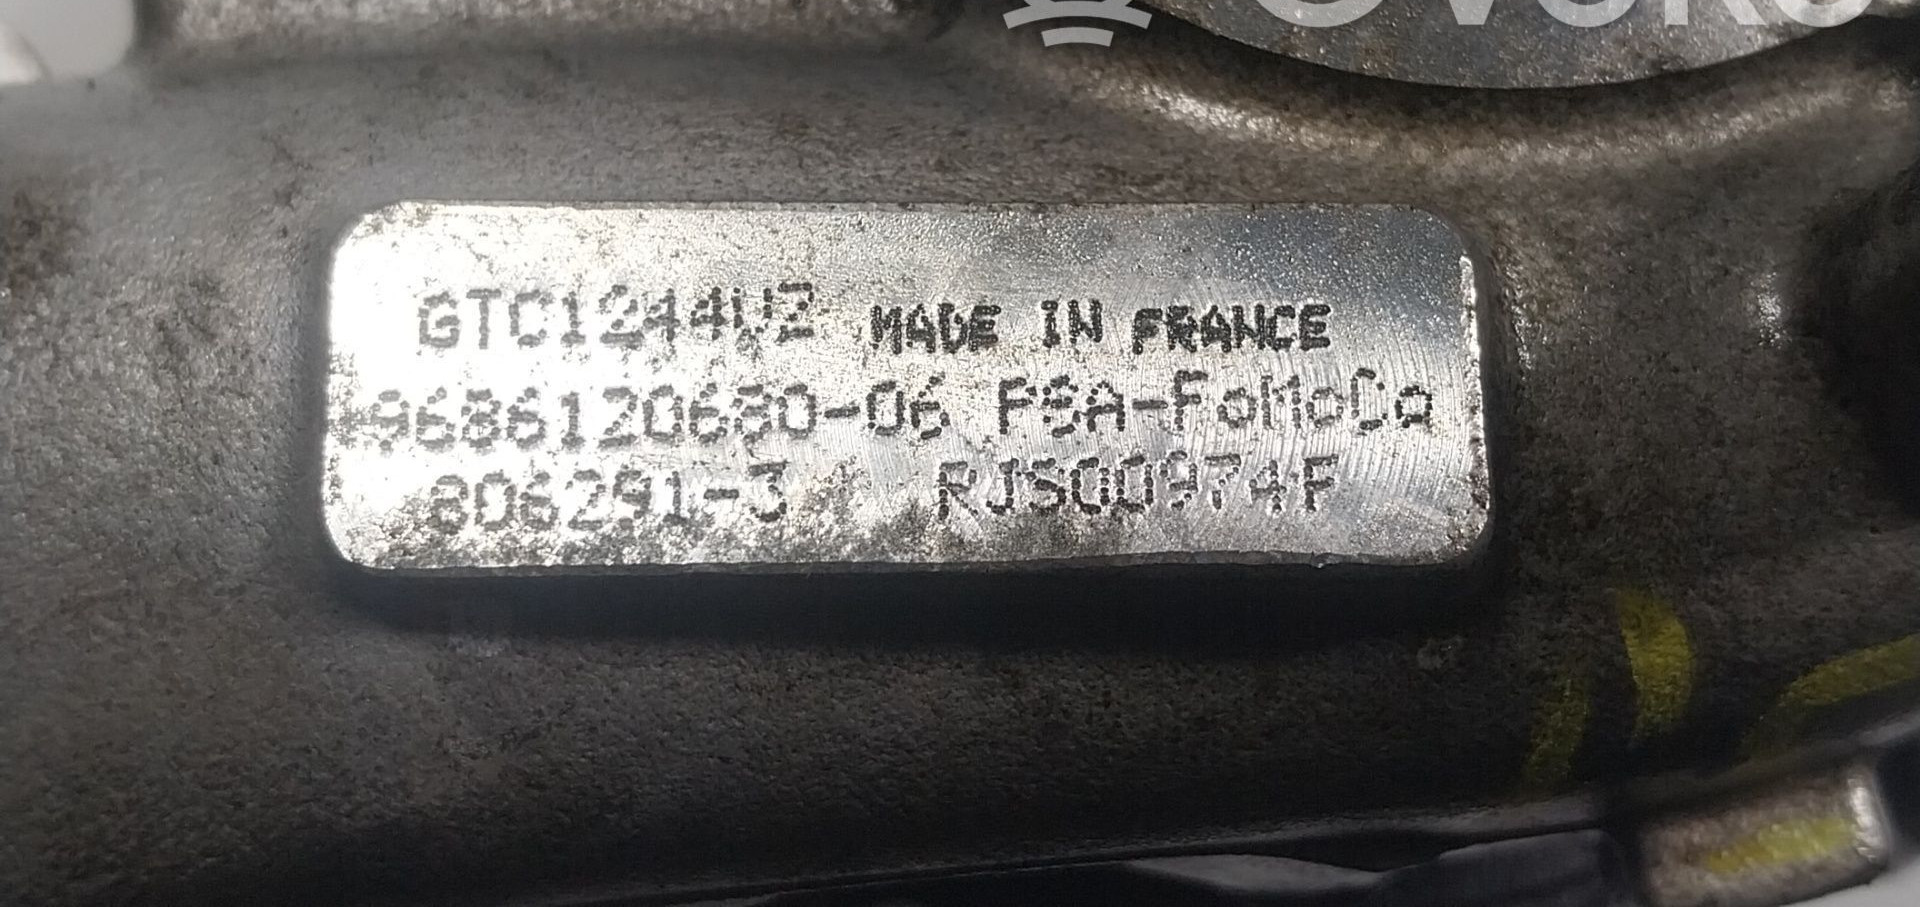 GTC1244VZ MADE IN FRANCE
9686120680-06 PSA-FoMoCo
806291-3 RJS00974F